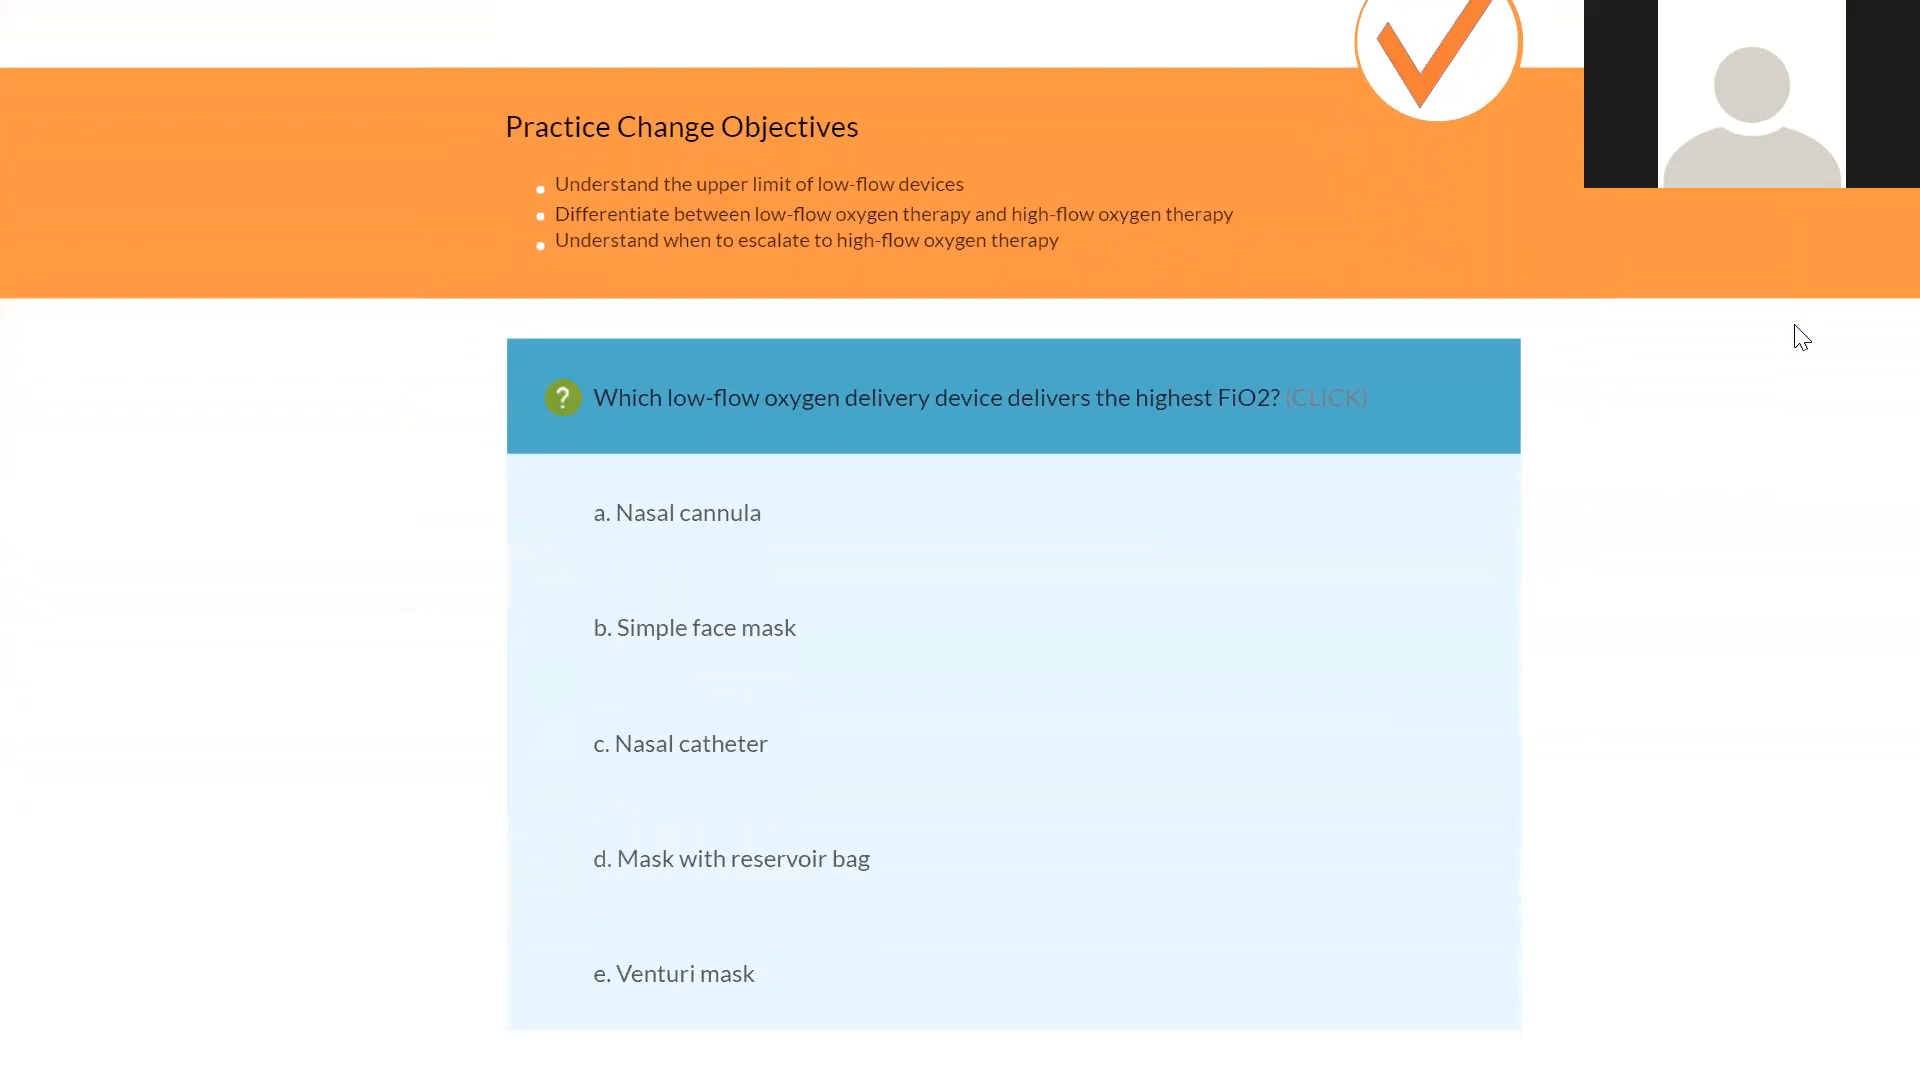 Practice Change Objectives
Understand the upper limit of low-flow devices
Differentiate between low-flow oxygen therapy and high-flow oxygen therapy
Understand when to escalate to high-flow oxygen therapy
? Which low-flow oxygen delivery device delivers the highest FiO2? (CLICK)
a. Nasal cannula
b. Simple face mask
c. Nasal catheter
d. Mask with reservoir bag
e. Venturi mask